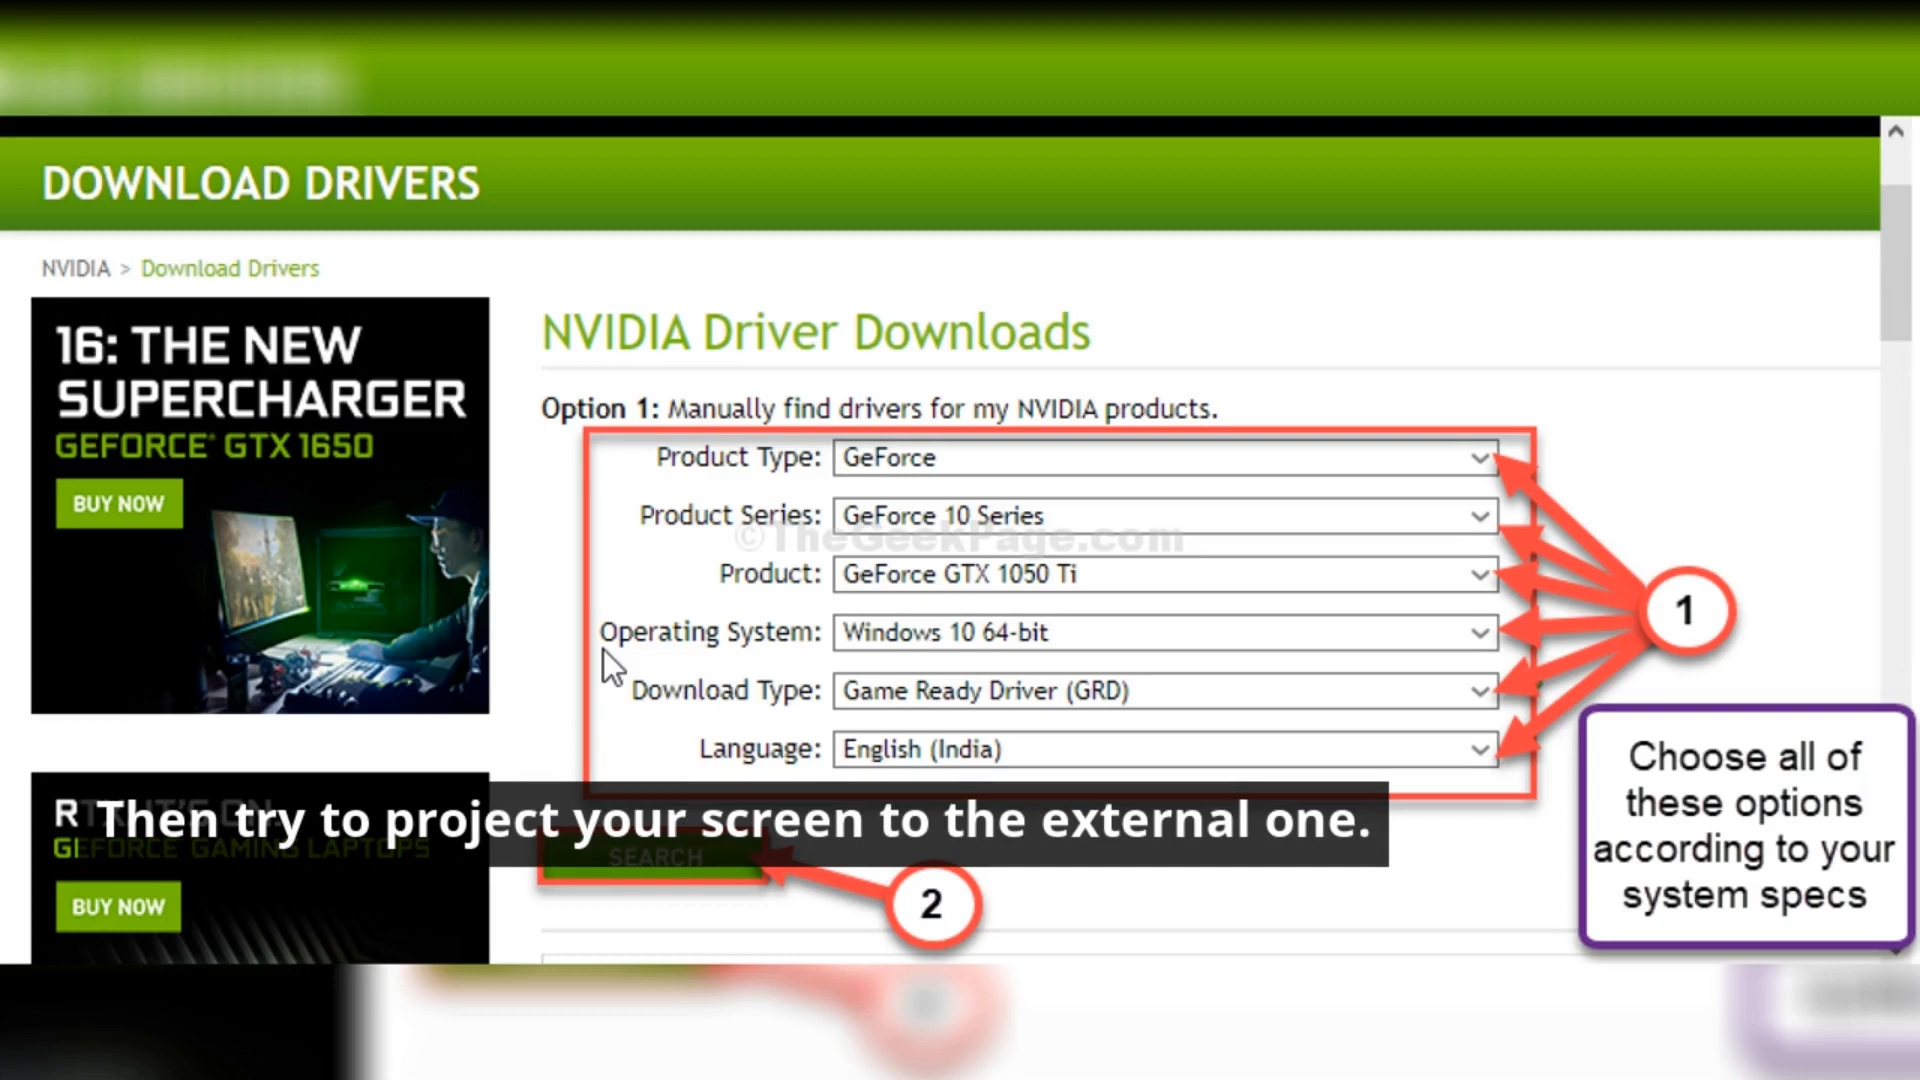 DOWNLOAD DRIVERS
NVIDIA > Download Drivers
16: THE NEW
SUPERCHARGER
GEFORCE® GTX 1650
BUY NOW
NVIDIA Driver Downloads
Option 1: Manually find drivers for my NVIDIA products.
Product Type: GeForce
Product Series: GeForce 10 Series
©TheGeekPage.com
Product: GeForce GTX 1050 Ti
Operating System: Windows 10 64-bit
Download Type: Game Ready Driver (GRD)
Language: English (India)
1
Choose all of
these options
according to your
system specs
Then try to project your screen to the external one.
GEFORCE GAMING LAPTOPS
SEARCH
2
BUY NOW